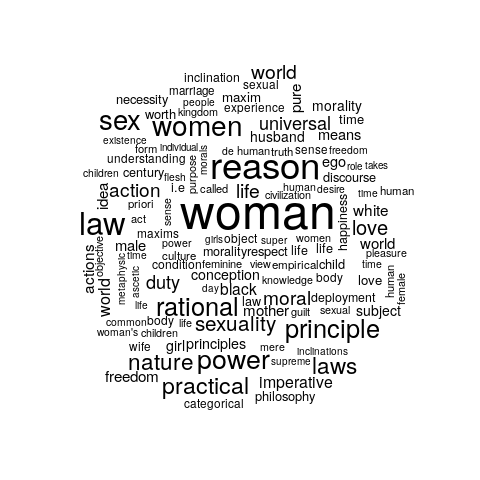 inclination world
marriage sexual
necessity people maxim pure
worth kingdom experience morality
sex women universal time
existence husband means
form individual de human truth sense freedom
understanding morals reason ego role takes
children century flesh purpose discourse
idea action i.e called life human desire time human
priori civilization happiness white
law act sense woman love
maxims girls object super women world
objective male power morality respect life life pleasure
actions metaphysic time culture
ascetic condition feminine view empirical child time
world duty conception knowledge body love human female
day black
life rational law moral deployment
mother guilt sexual subject
common body life sexuality principle
woman's children
wife girl principles mere inclinations
nature power supreme laws
freedom practical imperative
categorical philosophy